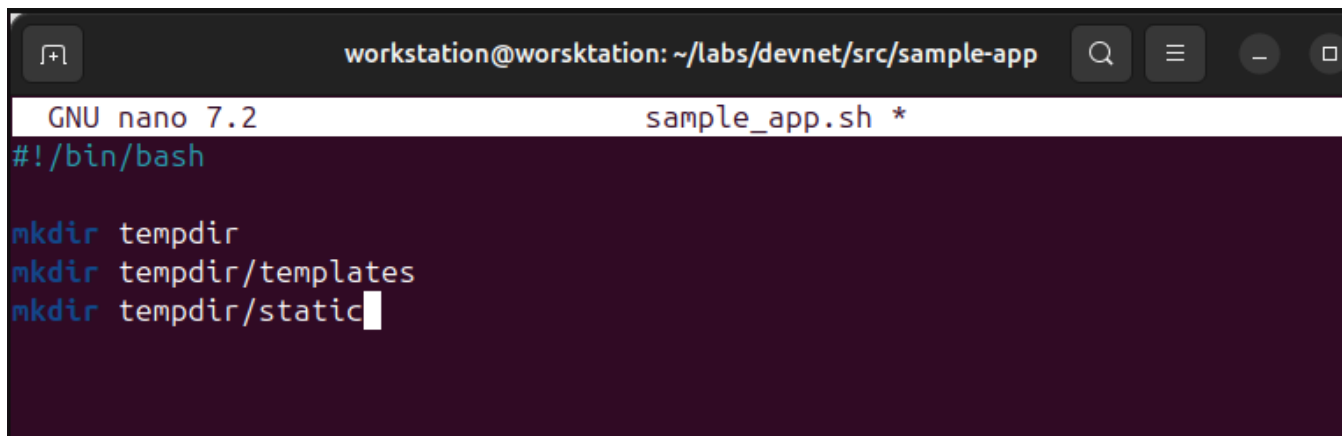 workstation@worsktation: ~/labs/devnet/src/sample-app
GNU nano 7.2 sample_app.sh *
#!/bin/bash
mkdir tempdir
mkdir tempdir/templates
mkdir tempdir/static